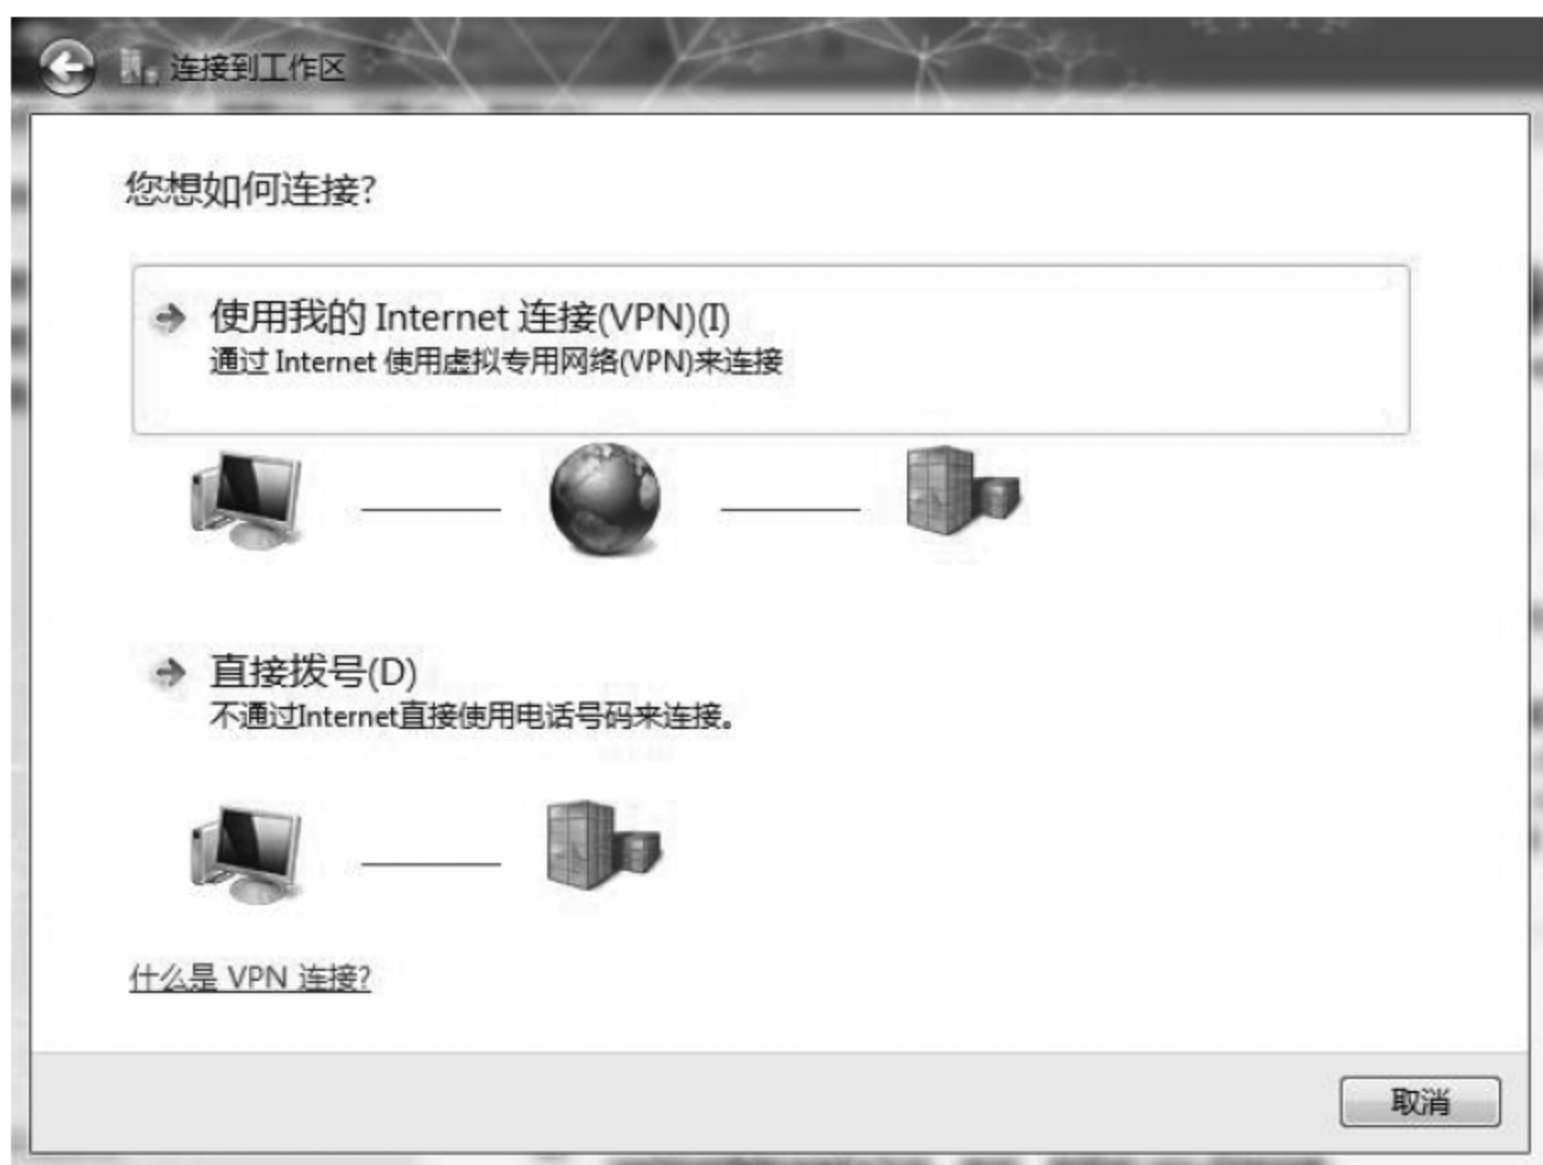 连接到工作区
您想如何连接?
使用我的 Internet 连接(VPN)(I)
通过 Internet 使用虚拟专用网络(VPN)来连接
直接拨号(D)
不通过Internet直接使用电话号码来连接。
什么是 VPN 连接?
取消